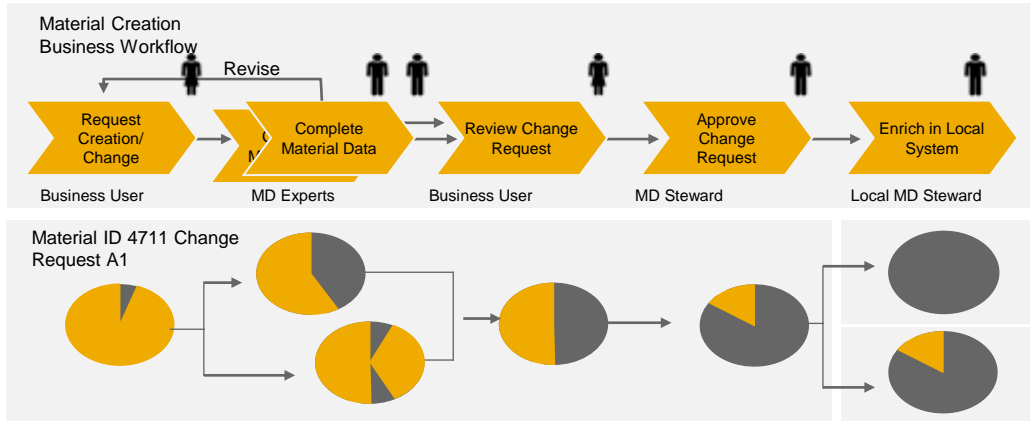 Material Creation
Business Workflow
Revise
Request
Creation/
Change
Complete
Material Data
Review Change
Request
Approve
Change
Request
Enrich in Local
System
Business User
MD Experts
Business User
MD Steward
Local MD Steward
Material ID 4711 Change
Request A1